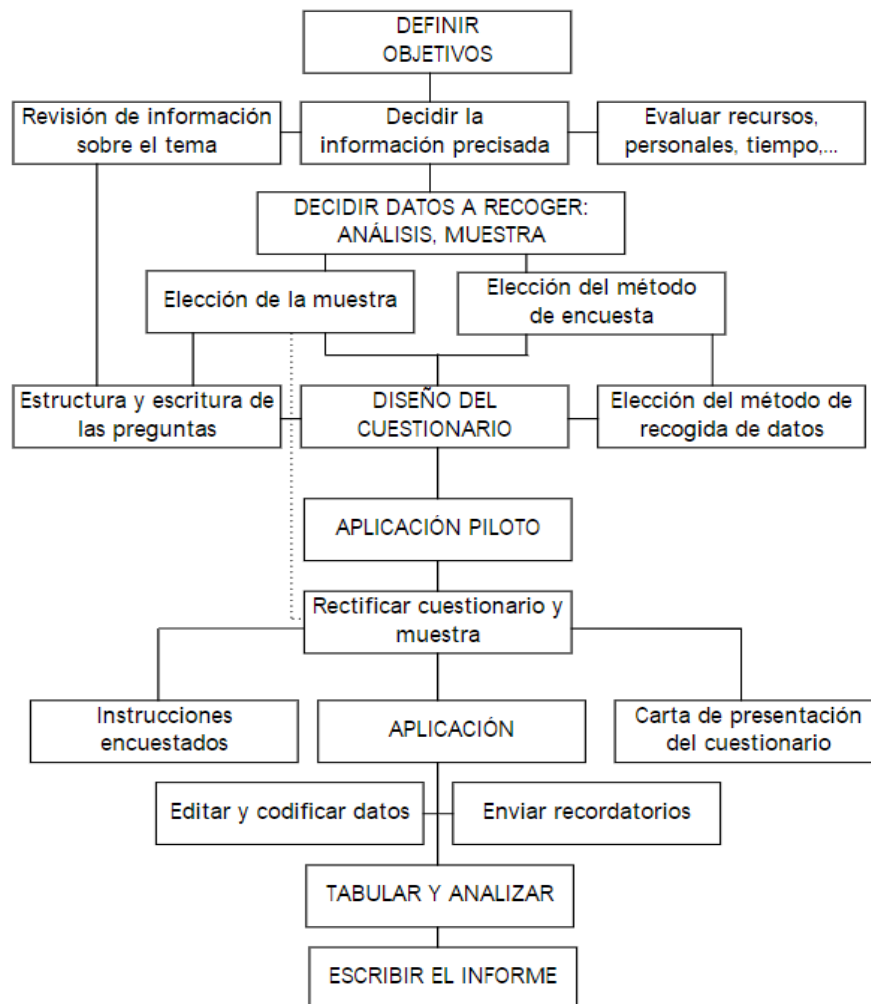 DEFINIR
OBJETIVOS
Revisión de información
sobre el tema
Decidir la
información precisada
Evaluar recursos,
personales, tiempo,...
DECIDIR DATOS A RECOGER:
ANÁLISIS, MUESTRA
Elección de la muestra
Elección del método
de encuesta
Estructura y escritura de
las preguntas
DISEÑO DEL
CUESTIONARIO
Elección del método de
recogida de datos
APLICACIÓN PILOTO
Rectificar cuestionario y
muestra
Instrucciones
encuestados
APLICACIÓN
Carta de presentación
del cuestionario
Editar y codificar datos
Enviar recordatorios
TABULAR Y ANALIZAR
ESCRIBIR EL INFORME